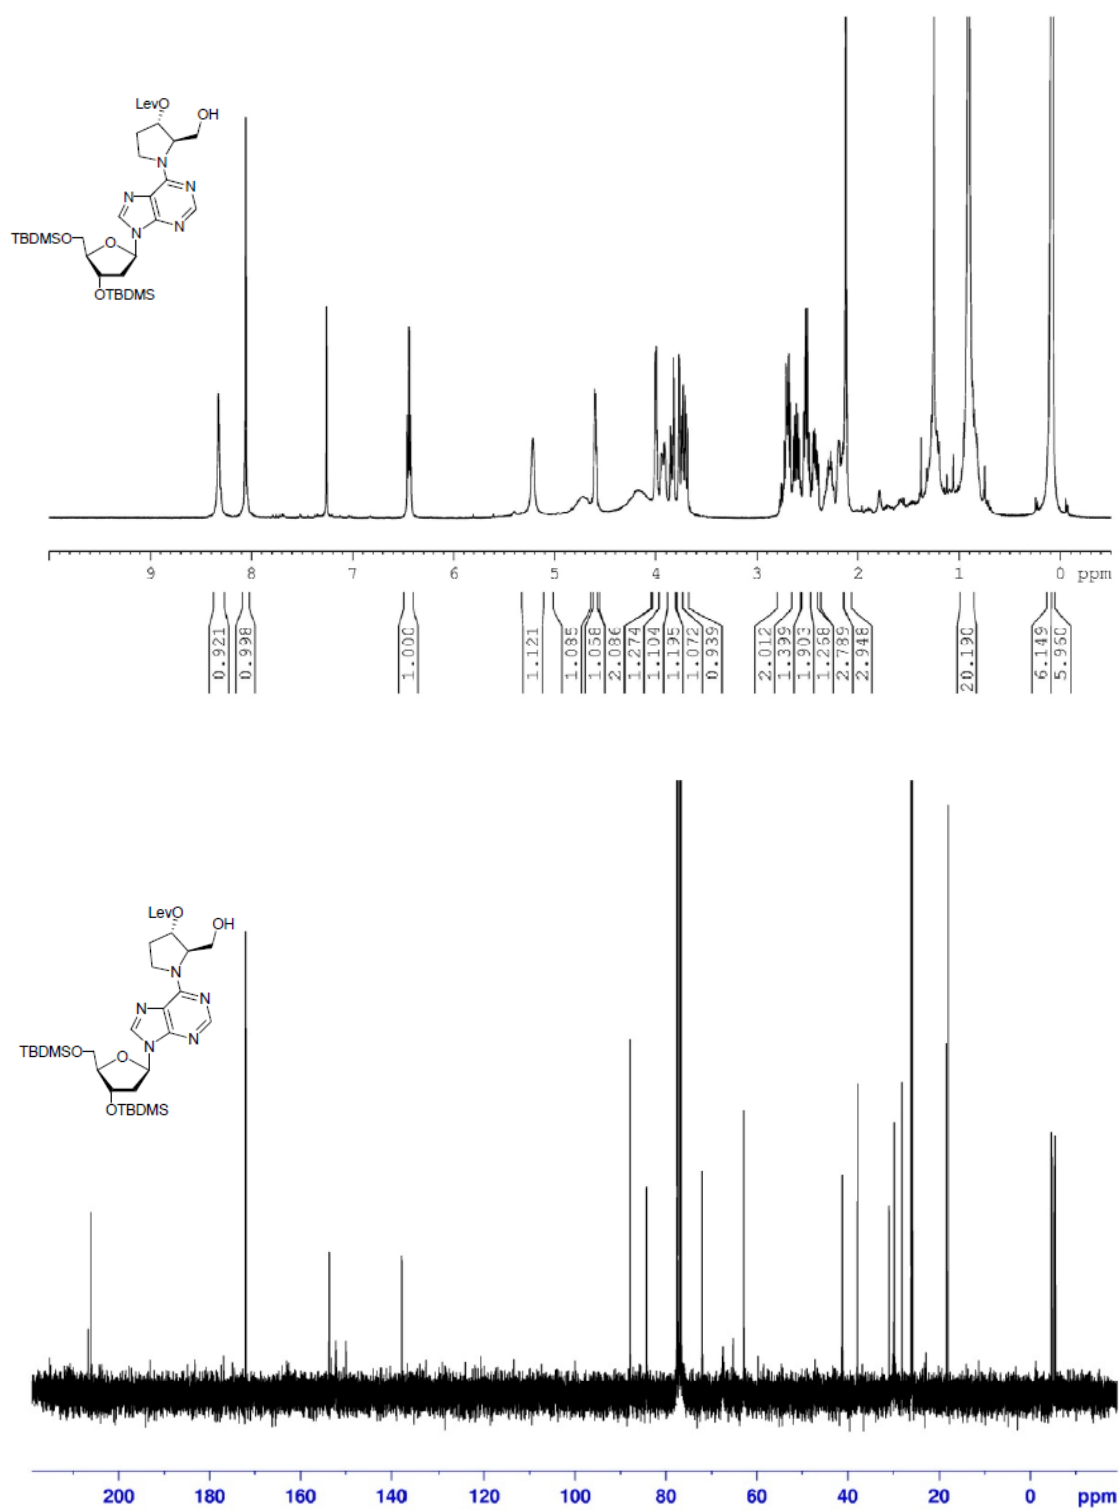 LevO
OH
N
N
N
N
N
TBDMSO
O
OTBDMS
9 8 7 6 5 4 3 2 1 0 ppm
0.921
0.998
1.000
1.121
1.085
1.058
2.086
1.274
1.104
1.195
1.072
0.939
2.012
1.399
1.903
1.268
2.789
2.948
20.190
6.149
5.960
LevO
OH
N
N
N
N
N
TBDMSO
O
OTBDMS
200 180 160 140 120 100 80 60 40 20 0 ppm